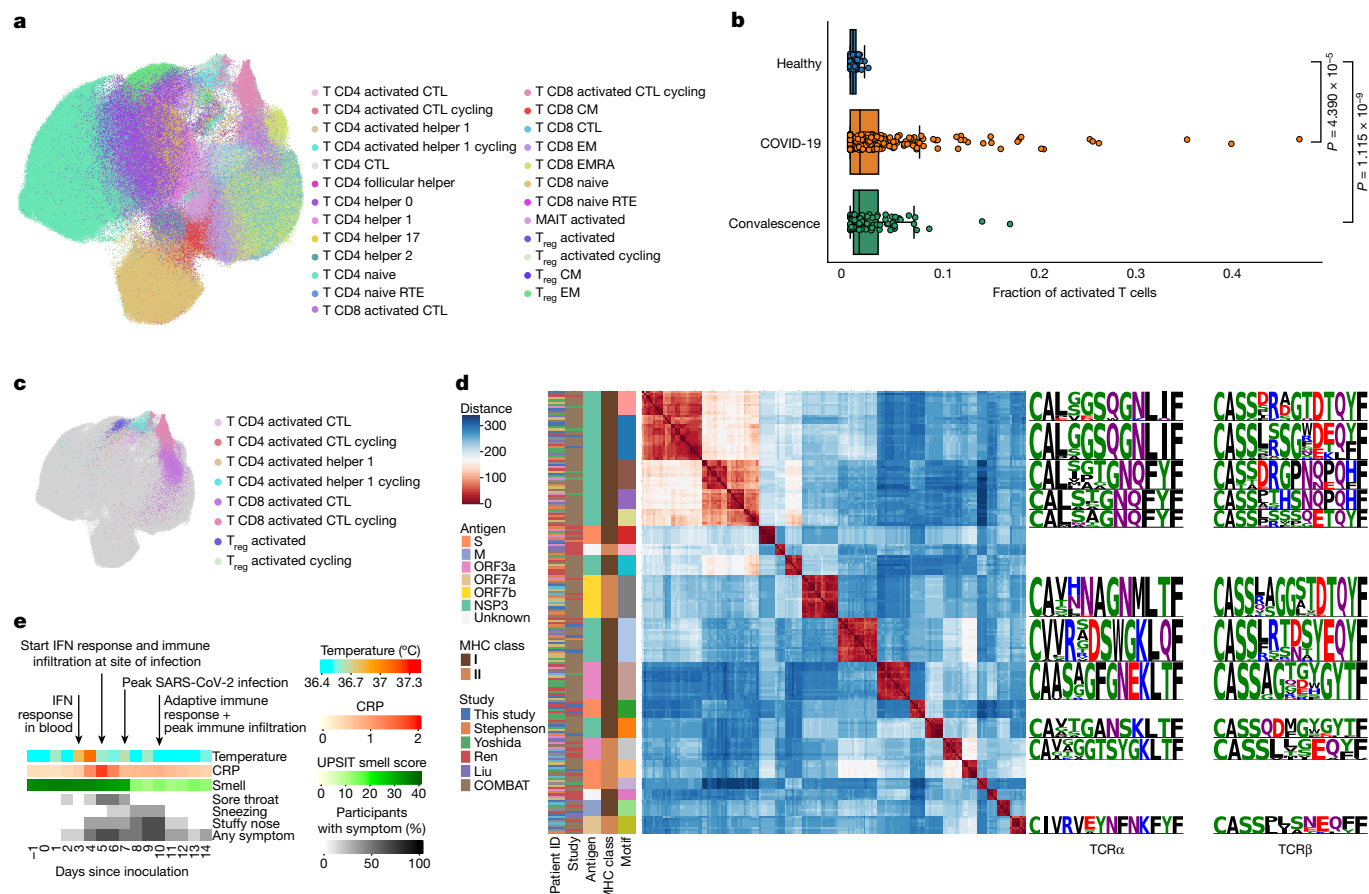 a
T CD4 activated CTL
T CD4 activated CTL cycling
T CD4 activated helper 1
T CD4 activated helper 1 cycling
T CD4 CTL
T CD4 follicular helper
T CD4 helper 0
T CD4 helper 1
T CD4 helper 17
T CD4 helper 2
T CD4 naive
T CD4 naive RTE
T CD8 activated CTL
T CD8 activated CTL cycling
T CD8 CM
T CD8 CTL
T CD8 EM
T CD8 EMRA
T CD8 naive
T CD8 naive RTE
MAIT activated
Treg activated
Treg activated cycling
Treg CM
Treg EM
b
Healthy
COVID-19
Convalescence
0 0.1 0.2 0.3 0.4
Fraction of activated T cells
P = 4.390 × 10⁻⁵
P = 1.115 × 10⁻⁹
c
T CD4 activated CTL
T CD4 activated CTL cycling
T CD4 activated helper 1
T CD4 activated helper 1 cycling
T CD8 activated CTL
T CD8 activated CTL cycling
Treg activated
Treg activated cycling
d
Distance
300
200
100
0
Antigen
S
M
ORF3a
ORF7a
ORF7b
NSP3
Unknown
MHC class
I
II
Study
This study
Stephenson
Yoshida
Ren
Liu
COMBAT
Patient ID
Study
Antigen
MHC class
Motif
TCRα
TCRβ
e
Start IFN response and immune
infiltration at site of infection
Peak SARS-CoV-2 infection
IFN
response
in blood
Adaptive immune
response +
peak immune infiltration
Temperature
CRP
Smell
Sore throat
Sneezing
Stuffy nose
Any symptom
−1 0 1 2 3 4 5 6 7 8 9 10 11 12 13 14
Days since inoculation
Temperature (ºC)
36.4 36.7 37 37.3
CRP
0 1 2
UPSIT smell score
0 10 20 30 40
Participants
with symptom (%)
0 50 100